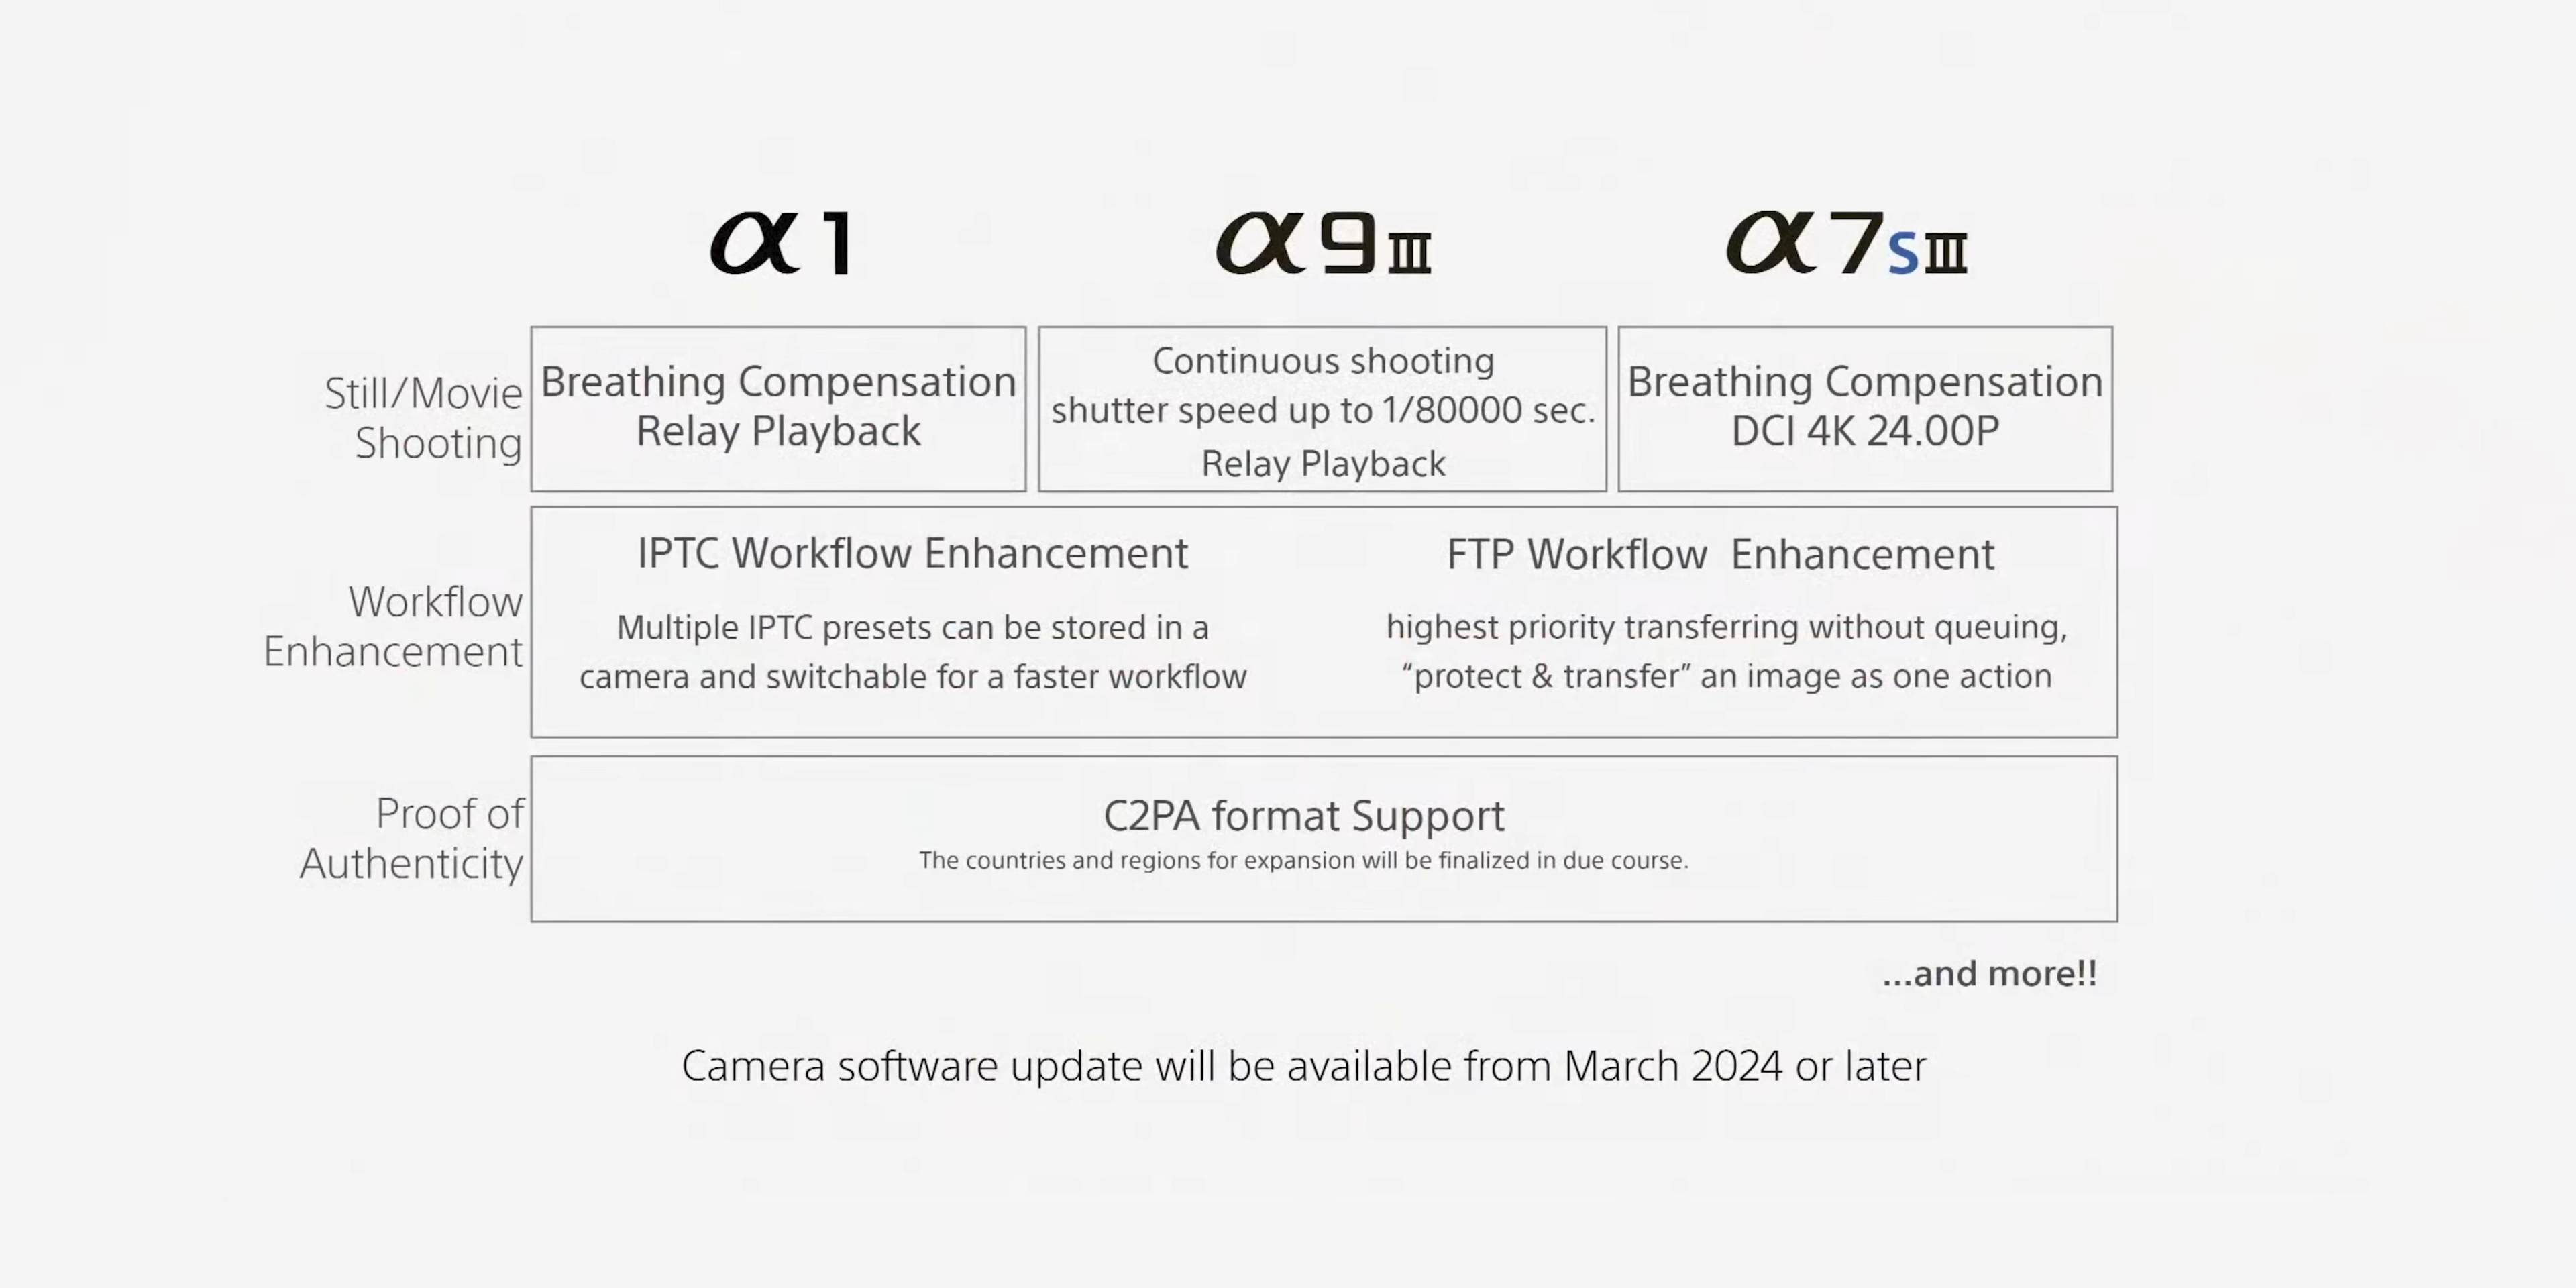 α1
α9III
α7SIII
Still/Movie
Shooting
Breathing Compensation
Relay Playback
Continuous shooting
shutter speed up to 1/80000 sec.
Relay Playback
Breathing Compensation
DCI 4K 24.00P
Workflow
Enhancement
IPTC Workflow Enhancement
Multiple IPTC presets can be stored in a
camera and switchable for a faster workflow
FTP Workflow Enhancement
highest priority transferring without queuing,
“protect & transfer” an image as one action
Proof of
Authenticity
C2PA format Support
The countries and regions for expansion will be finalized in due course.
...and more!!
Camera software update will be available from March 2024 or later